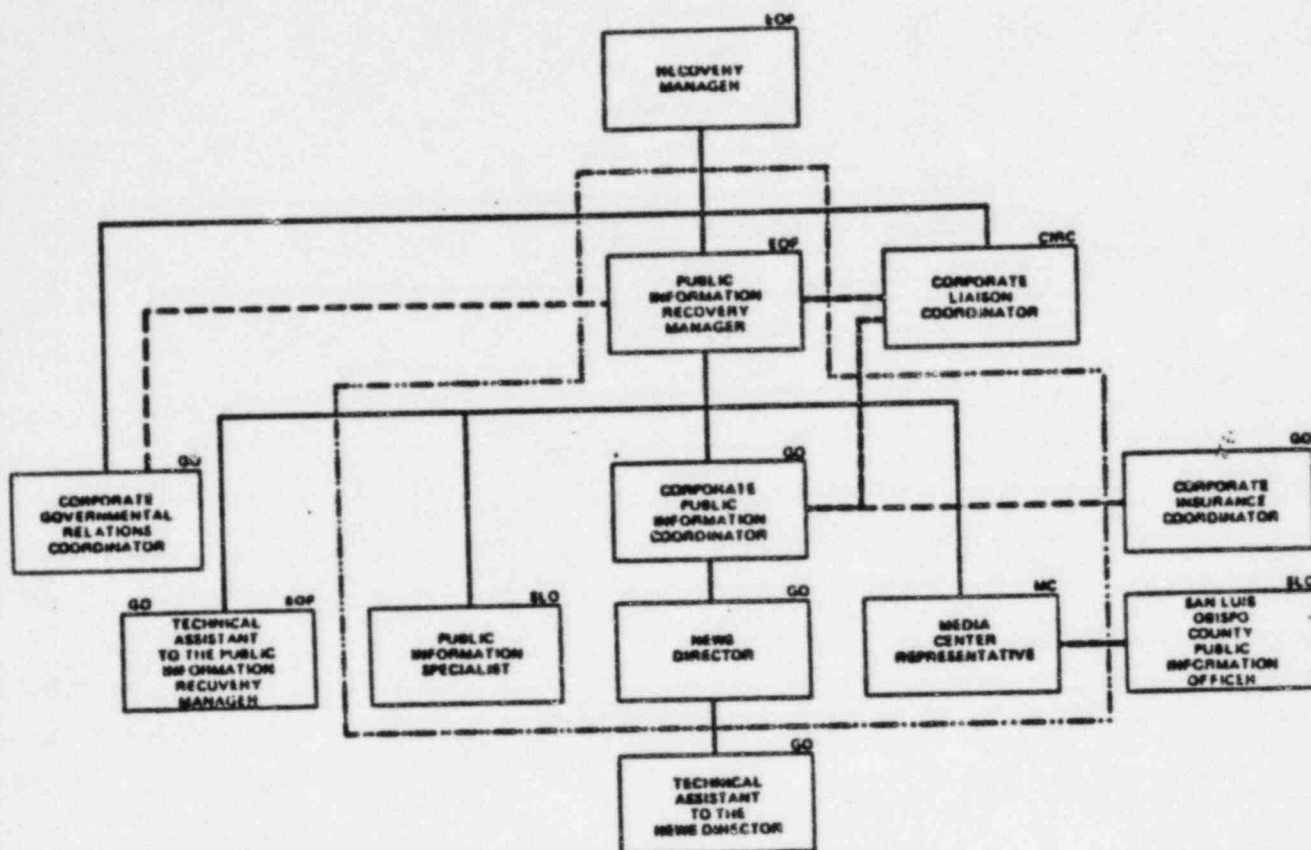 EOF
RECOVERY
MANAGER
EOF
PUBLIC
INFORMATION
RECOVERY
MANAGER
CIRC
CORPORATE
LIAISON
COORDINATOR
GO
CORPORATE
GOVERNMENTAL
RELATIONS
COORDINATOR
GO
CORPORATE
PUBLIC
INFORMATION
COORDINATOR
GO
CORPORATE
INSURANCE
COORDINATOR
GO EOF
TECHNICAL
ASSISTANT
TO THE PUBLIC
INFORMATION
RECOVERY
MANAGER
SLO
PUBLIC
INFORMATION
SPECIALIST
GO
NEWS
DIRECTOR
MC
MEDIA
CENTER
REPRESENTATIVE
SLO
SAN LUIS
OBISPO
COUNTY
PUBLIC
INFORMATION
OFFICER
GO
TECHNICAL
ASSISTANT
TO THE
NEWS DIRECTOR